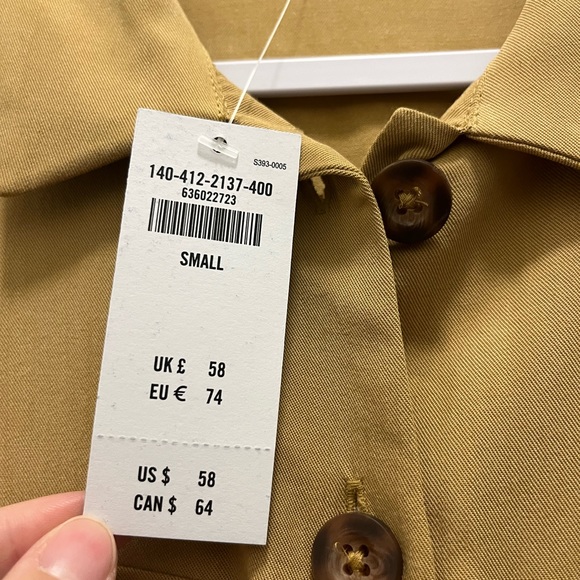 S393-0005
140-412-2137-400
636022723
SMALL
UK £ 58
EU € 74
US $ 58
CAN $ 64